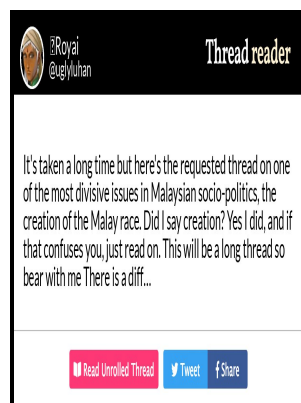 Royai
@uglyluhan
Thread reader
It's taken a long time but here's the requested thread on one
of the most divisive issues in Malaysian socio-politics, the
creation of the Malay race. Did I say creation? Yes I did, and if
that confuses you, just read on. This will be a long thread so
bear with me There is a diff...
Read Unrolled Thread
Tweet
Share